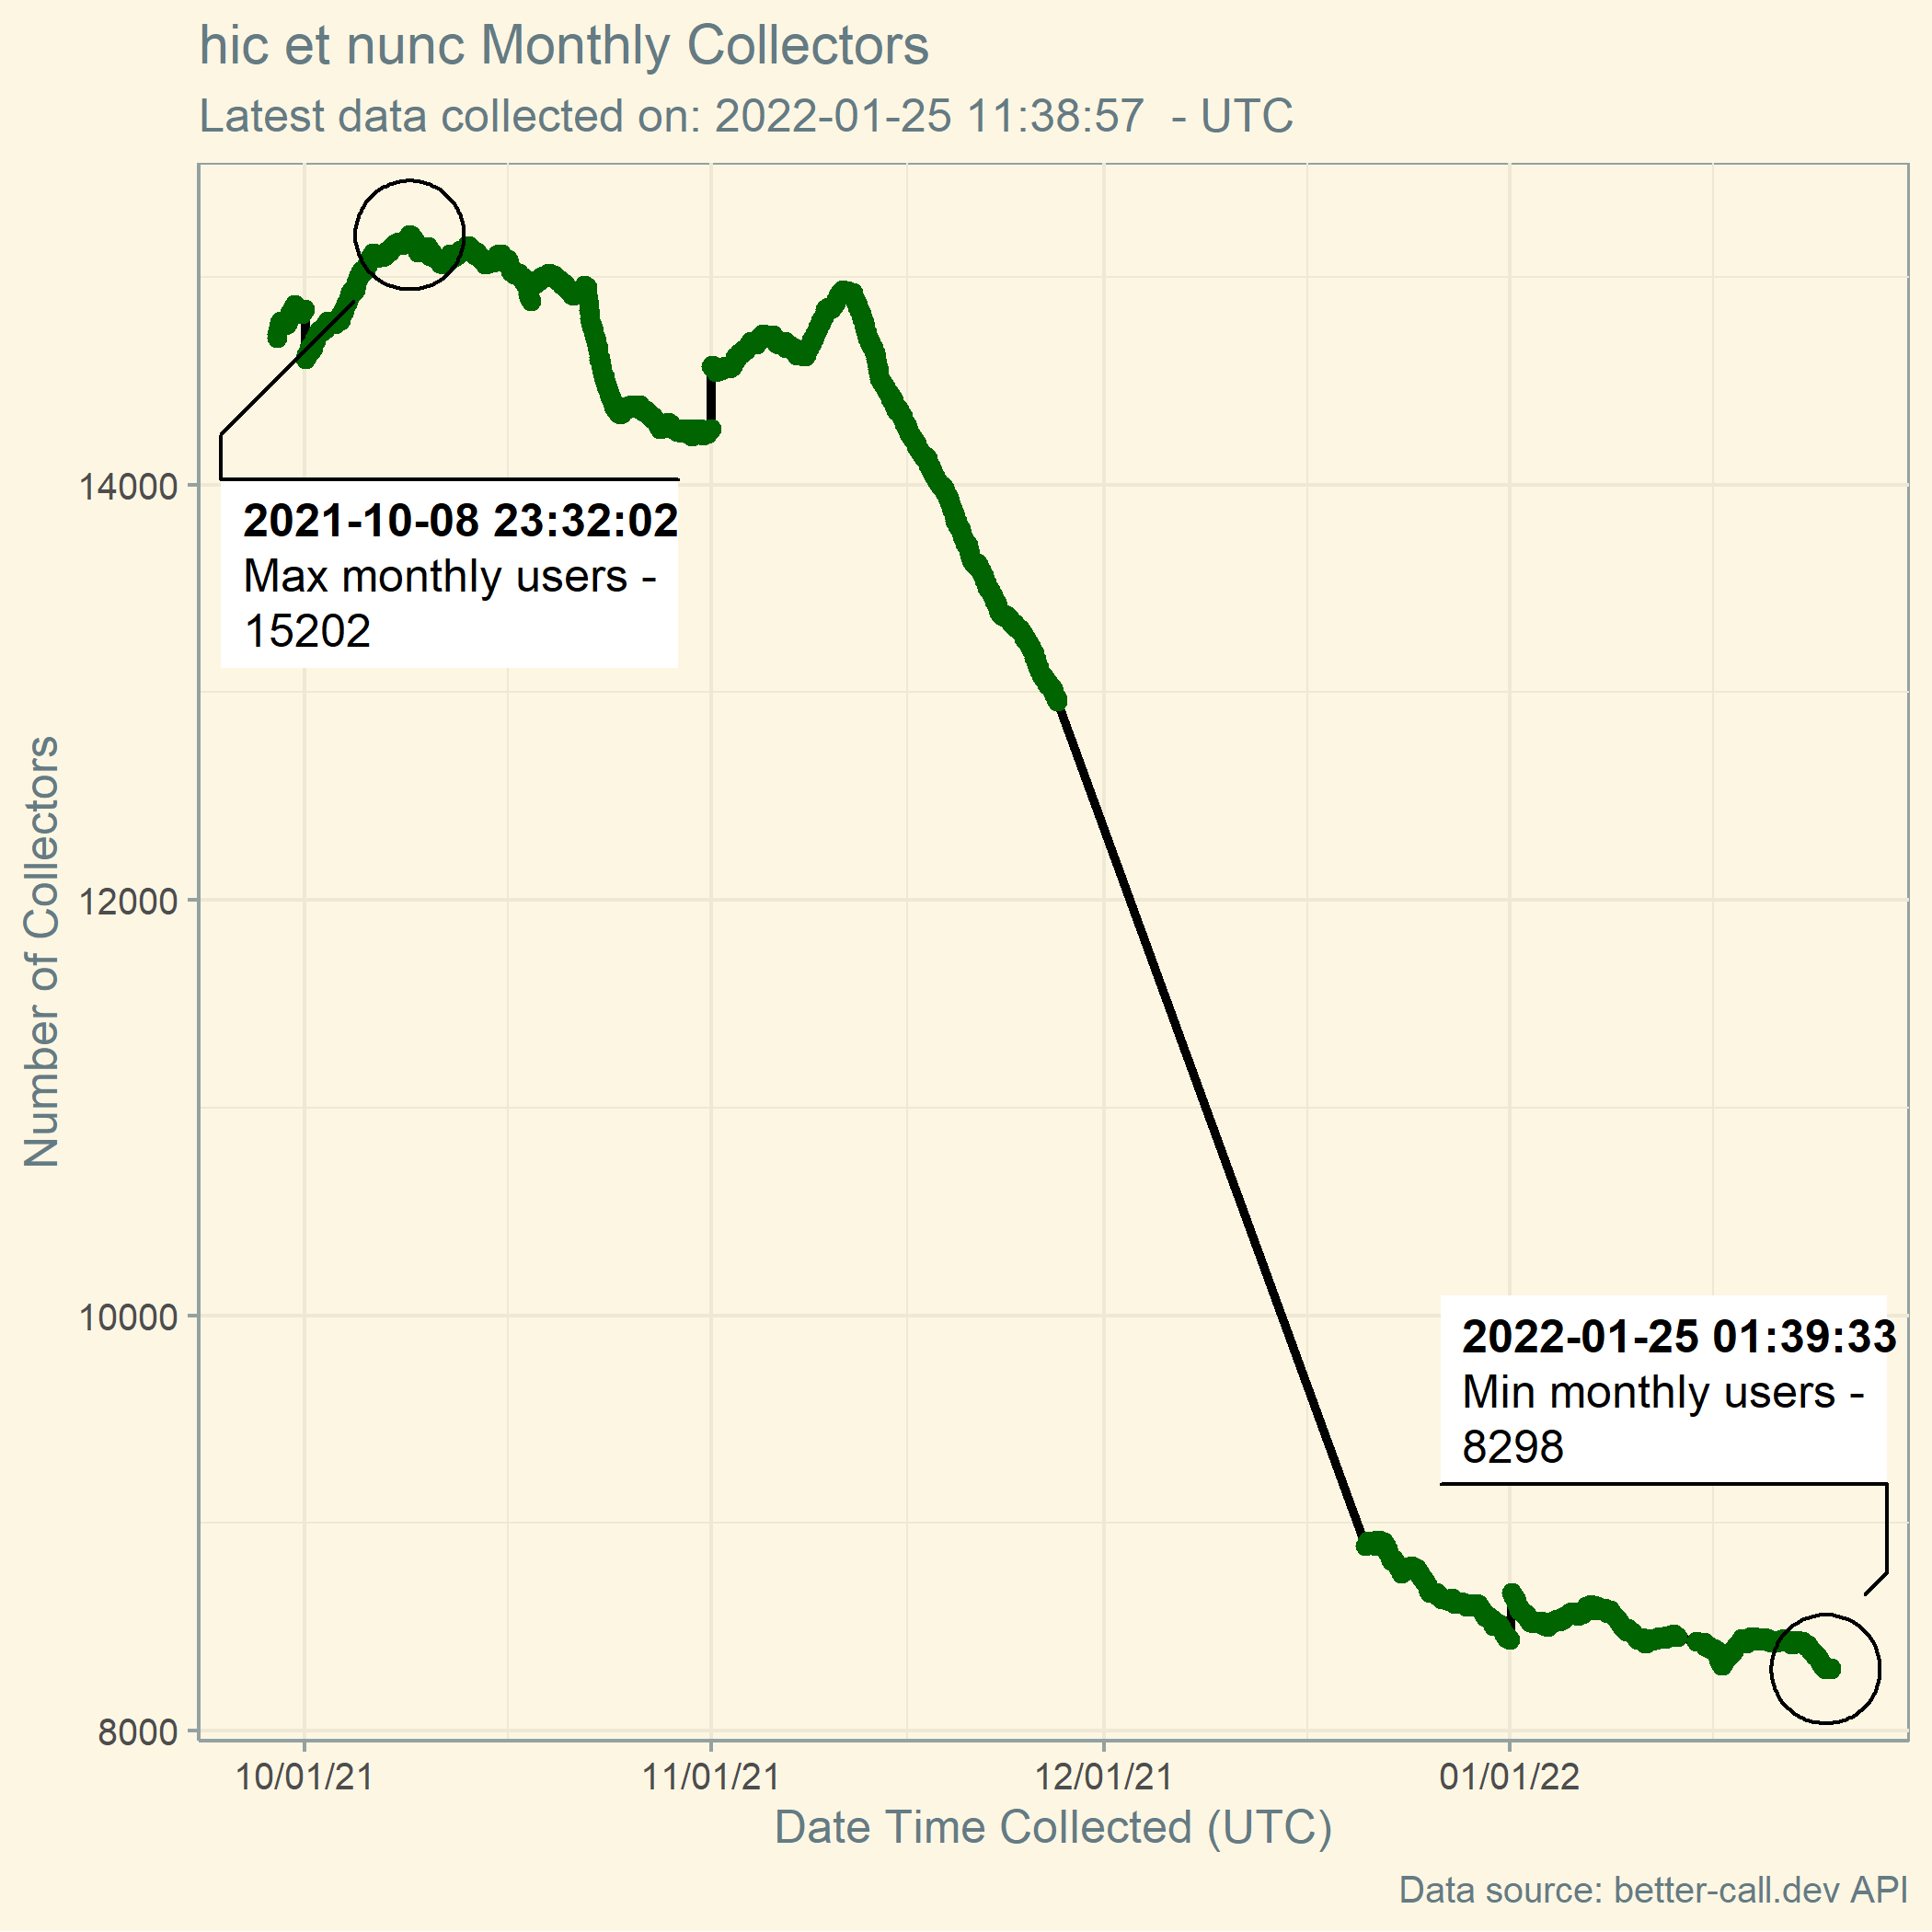 hic et nunc Monthly Collectors
Latest data collected on: 2022-01-25 11:38:57  - UTC
Number of Collectors
14000
12000
10000
8000
2021-10-08 23:32:02
Max monthly users -
15202
2022-01-25 01:39:33
Min monthly users -
8298
10/01/21
11/01/21
12/01/21
01/01/22
Date Time Collected (UTC)
Data source: better-call.dev API